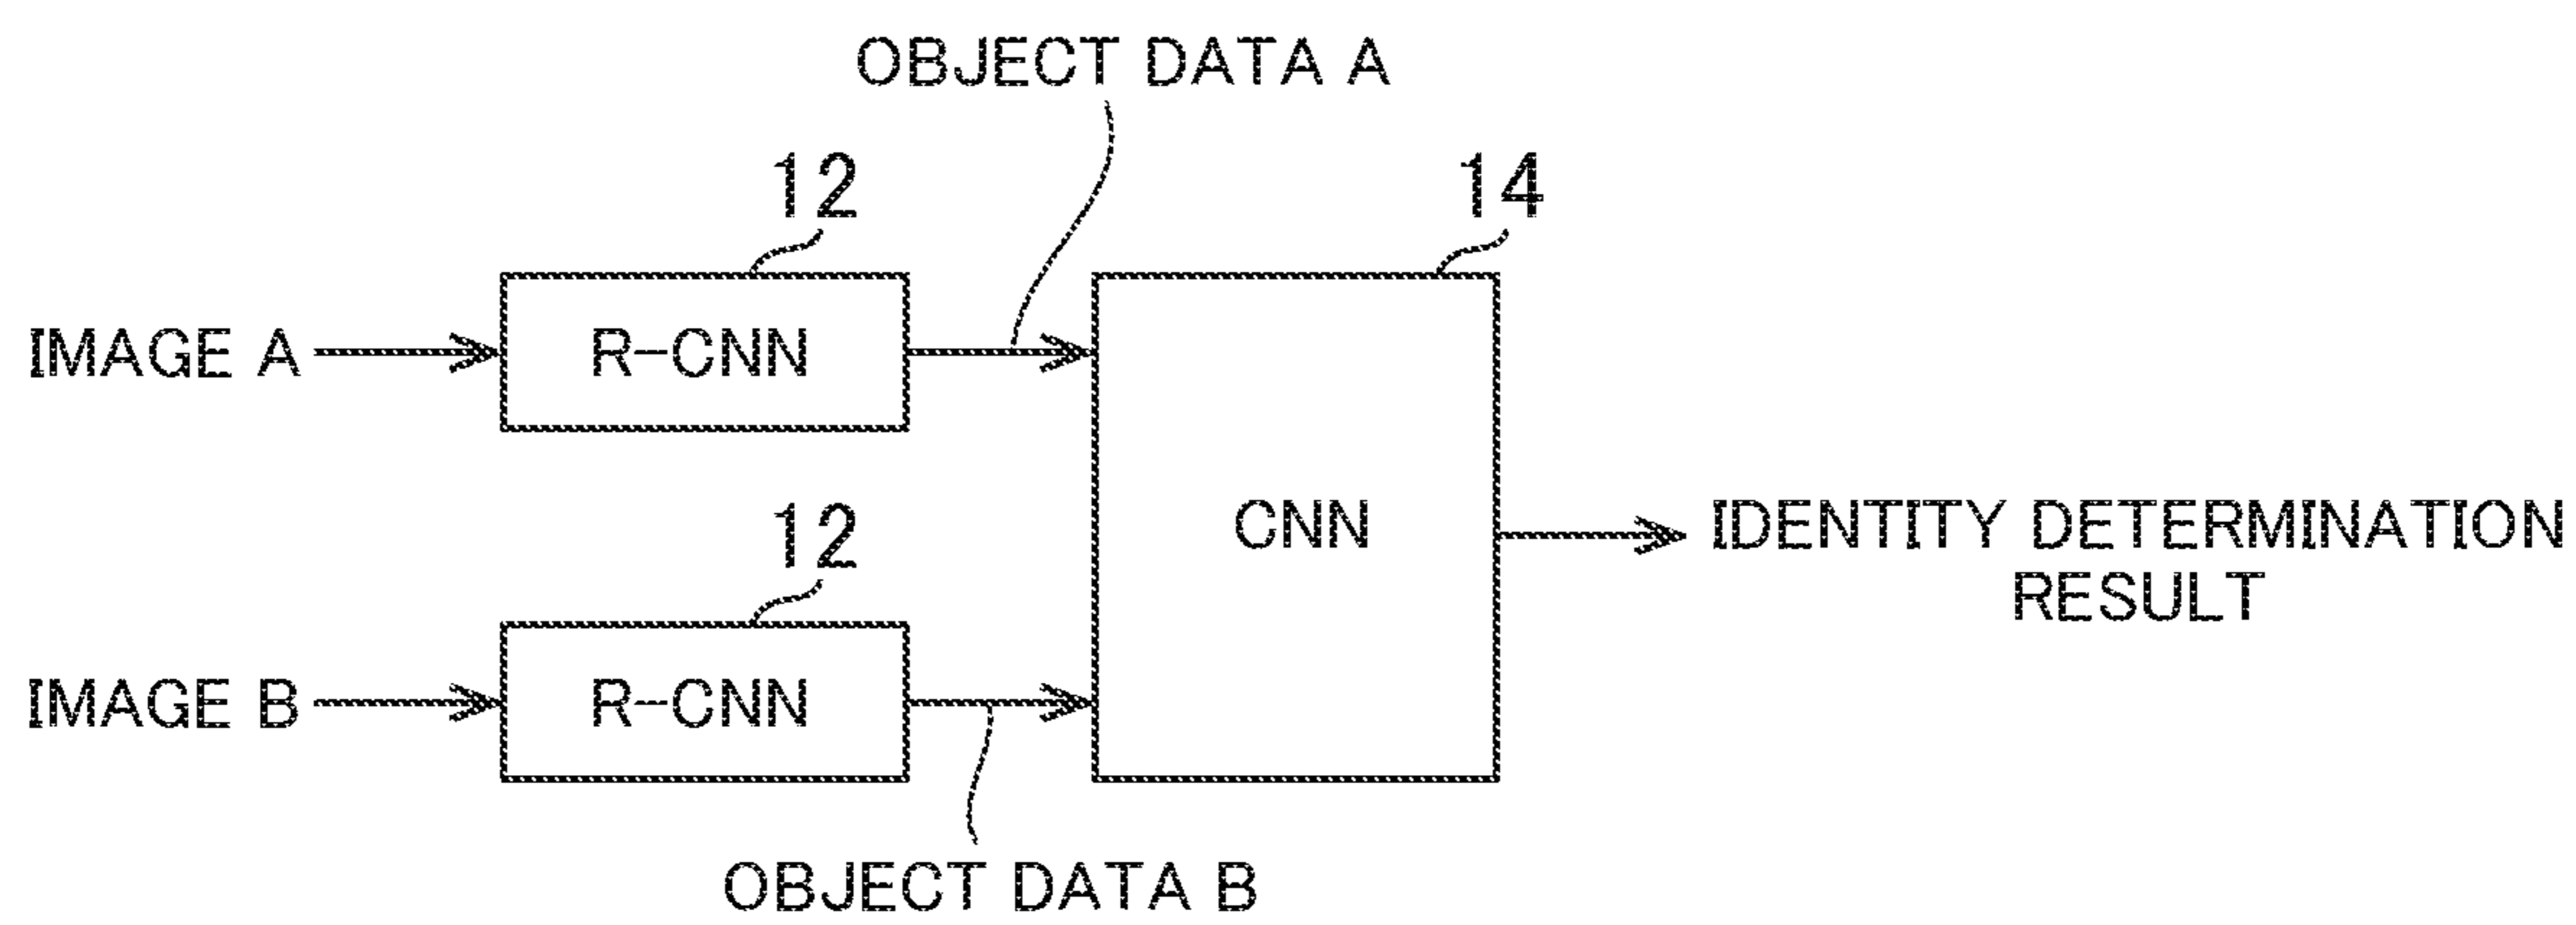 OBJECT DATA A
12
14
IMAGE A
R-CNN
12
CNN
IDENTITY DETERMINATION
RESULT
IMAGE B
R-CNN
OBJECT DATA B